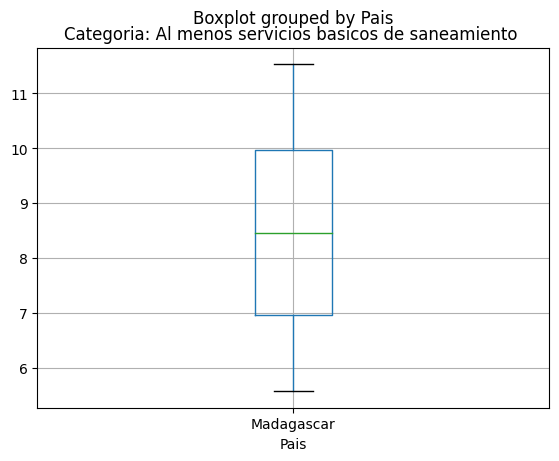 Boxplot grouped by Pais
Categoria: Al menos servicios basicos de saneamiento
11
10
9
8
7
6
Madagascar
Pais